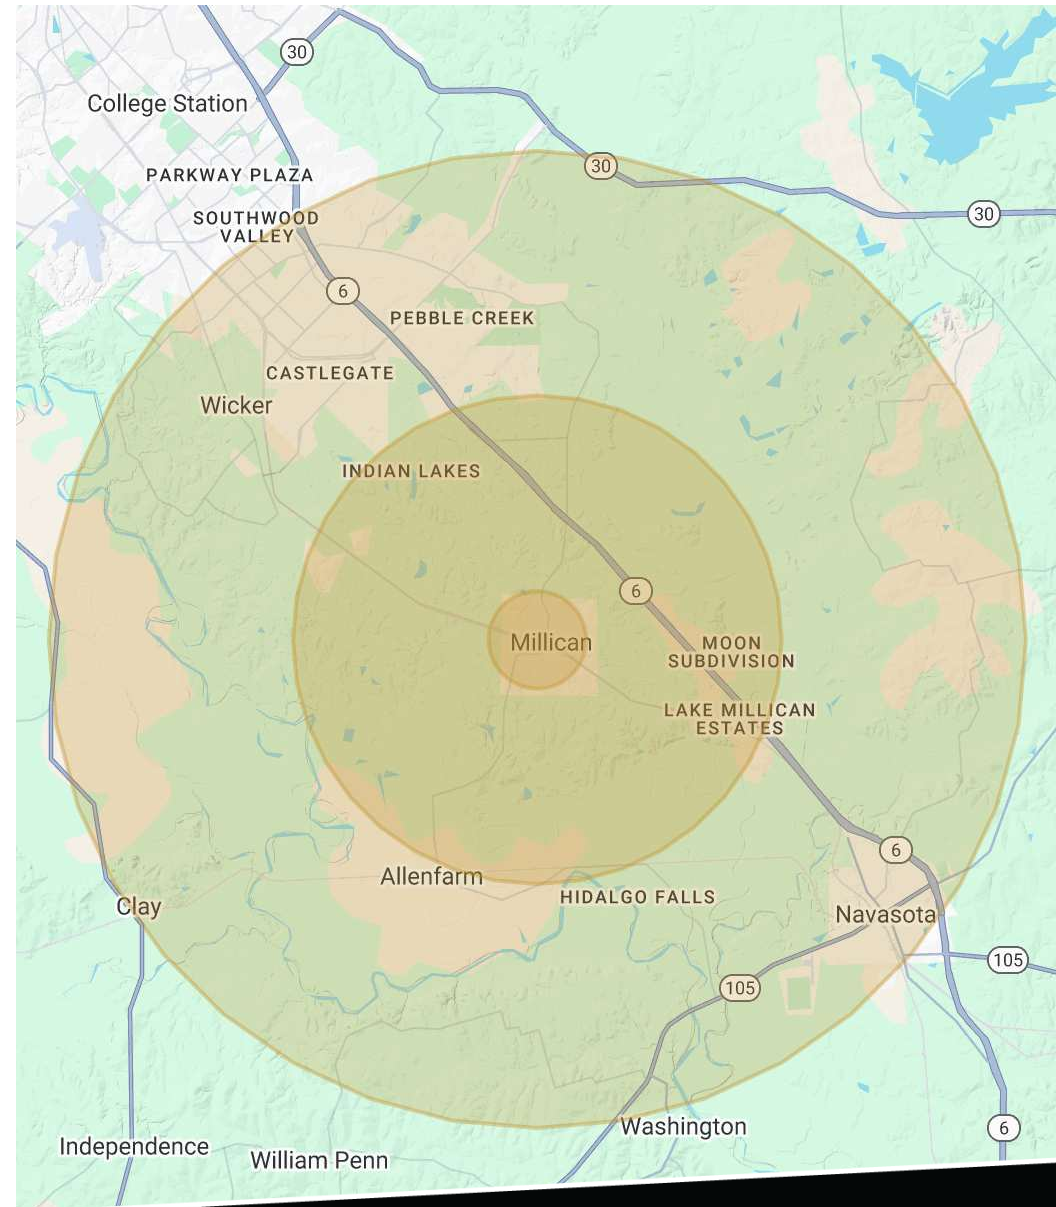 30
College Station
30
PARKWAY PLAZA
SOUTHWOOD
VALLEY
30
6
PEBBLE CREEK
CASTLEGATE
Wicker
INDIAN LAKES
6
Millican
MOON
SUBDIVISION
LAKE MILLICAN
ESTATES
6
Allenfarm
HIDALGO FALLS
Clay
Navasota
105
105
Washington
6
Independence
William Penn